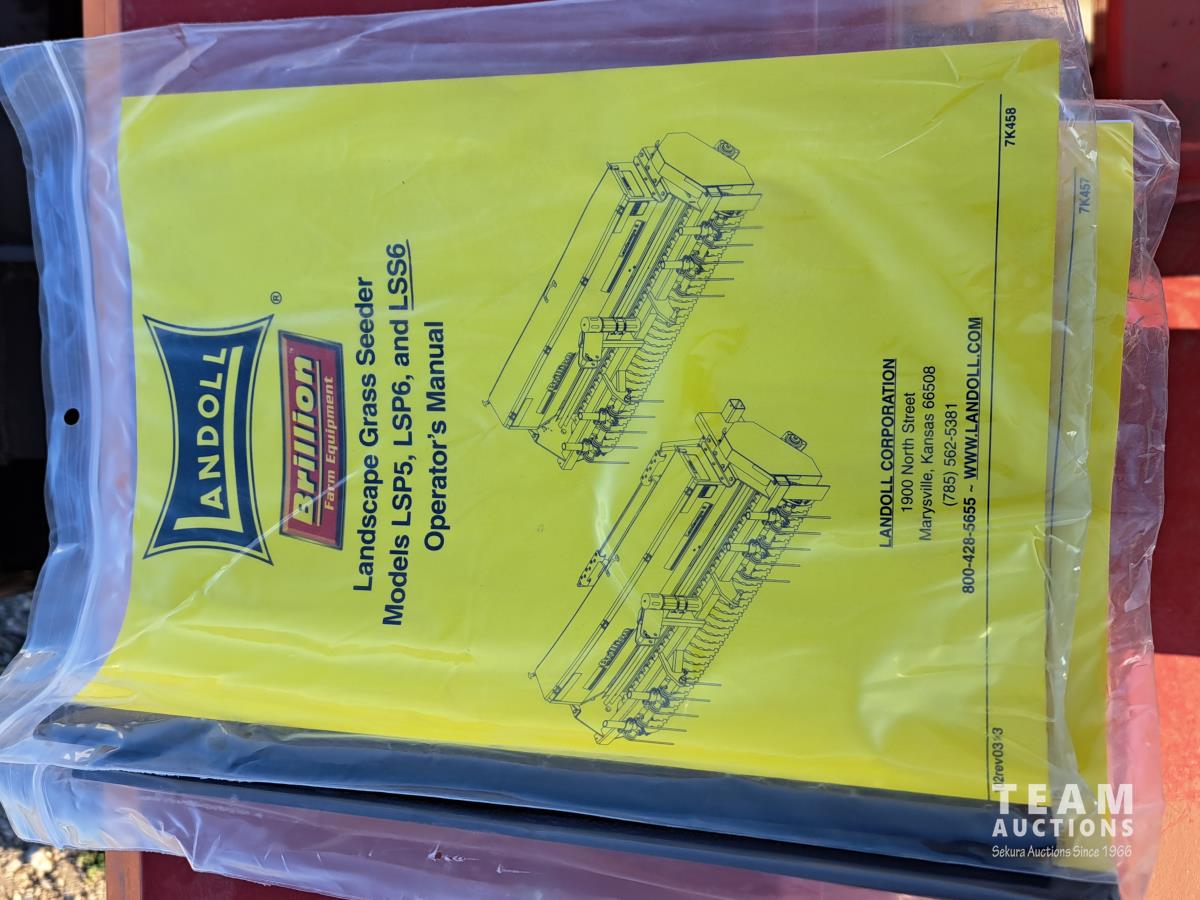 LANDOLL
®
Brillion
Farm Equipment
Landscape Grass Seeder
Models LSP5, LSP6, and LSS6
Operator's Manual
LANDOLL CORPORATION
1900 North Street
Marysville, Kansas 66508
(785) 562-5381
800-428-5655 ~ WWW.LANDOLL.COM
7K458
7K457
TEAM
AUCTIONS
Sekura Auctions Since 1966